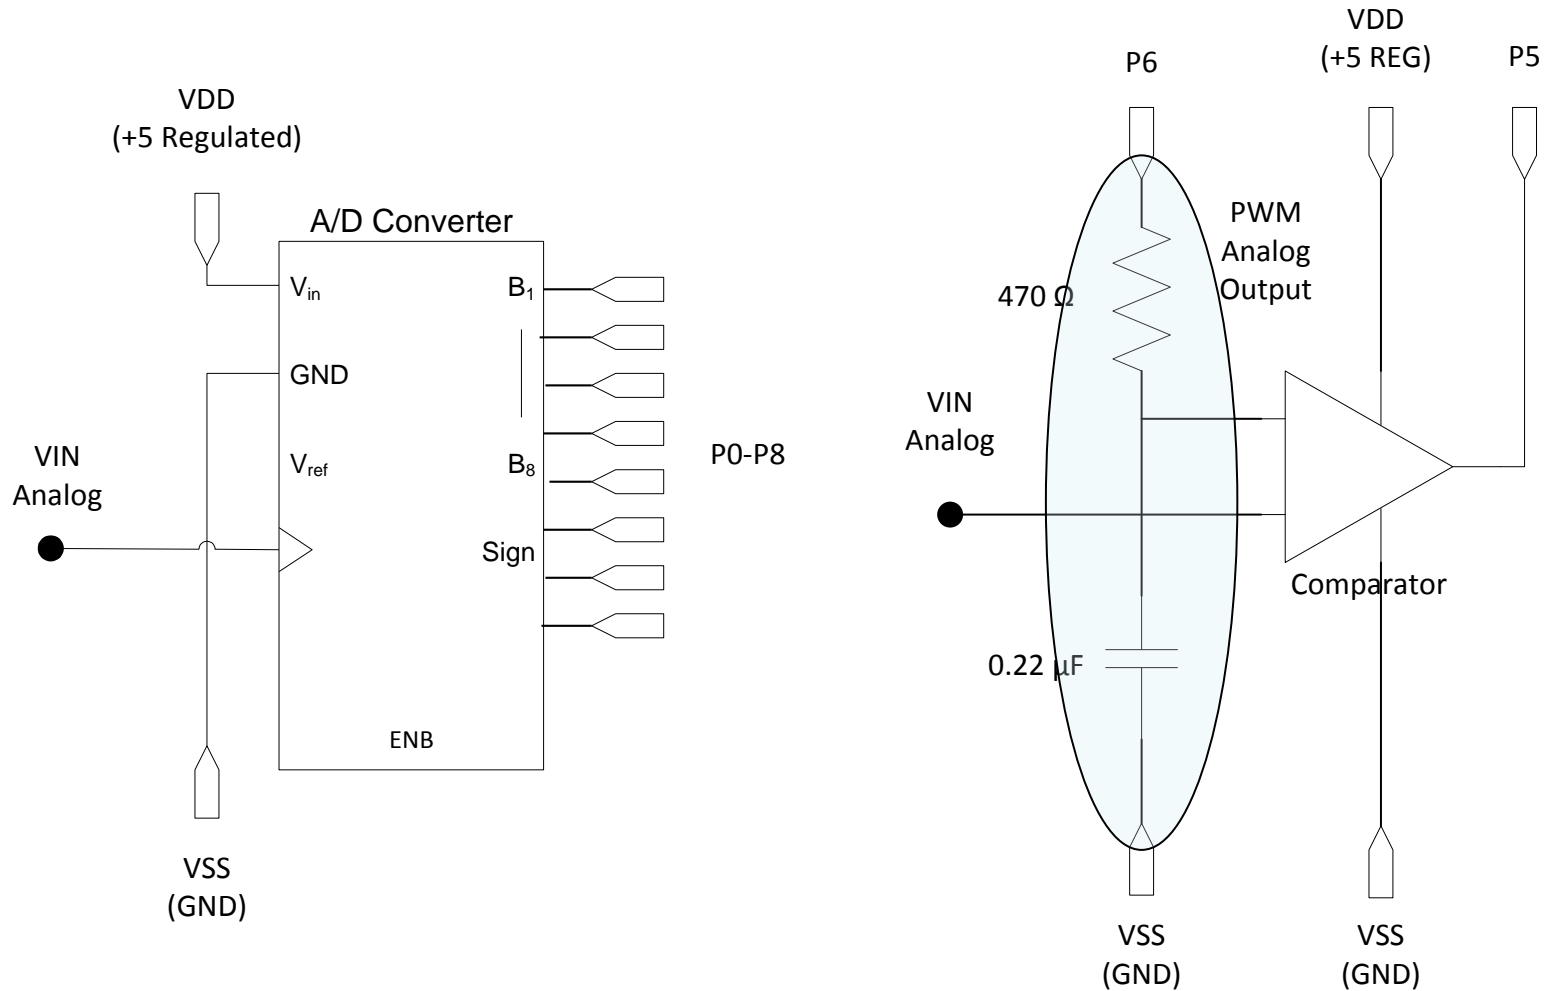 VDD
(+5 Regulated)
A/D Converter
Vin
B1
GND
VIN
Analog
Vref
B8
P0-P8
Sign
ENB
VSS
(GND)
P6
VDD
(+5 REG)
P5
PWM
Analog
Output
470 Ω
VIN
Analog
Comparator
0.22 µF
VSS
(GND)
VSS
(GND)